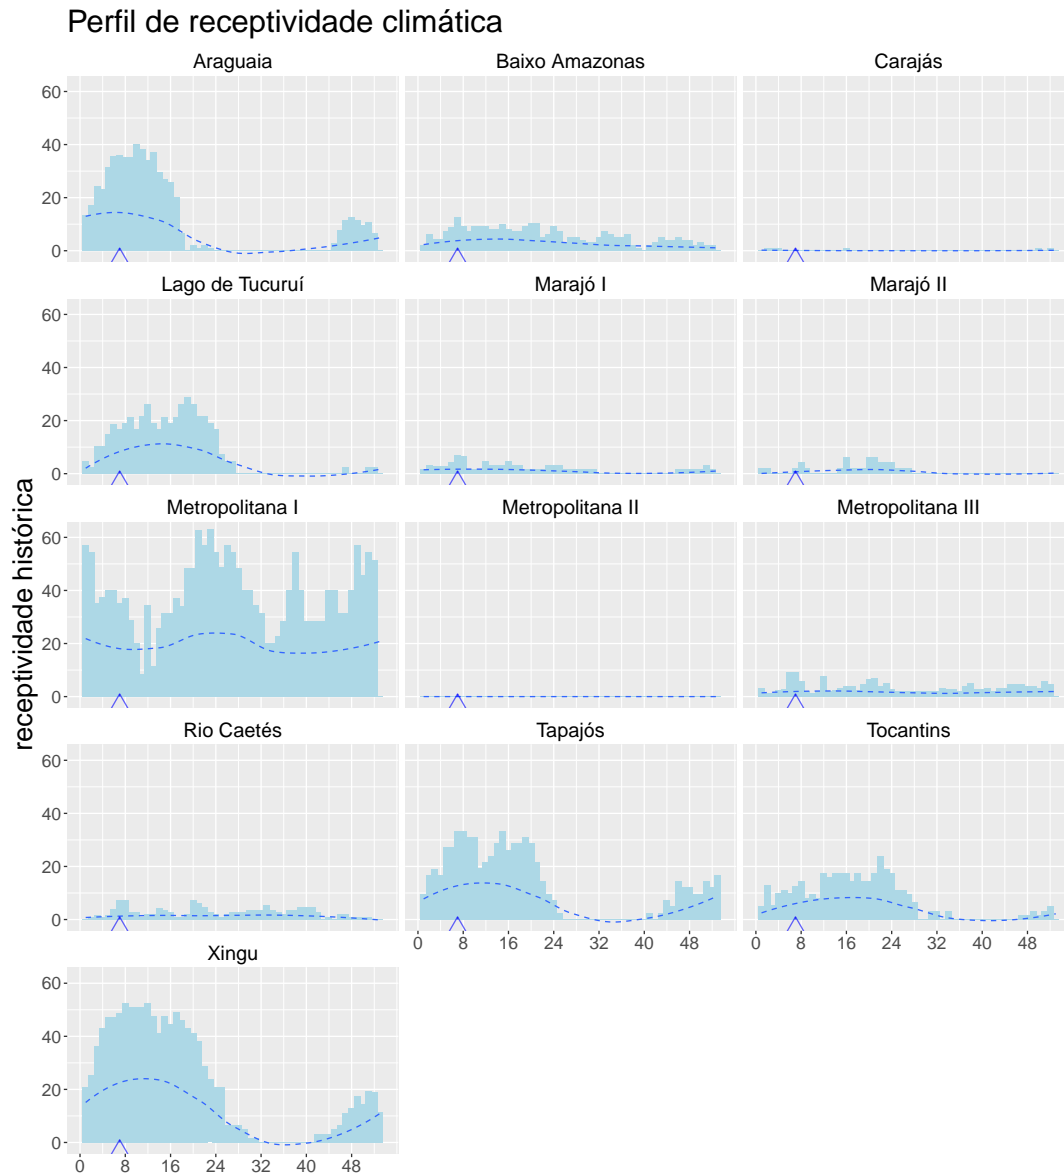 Perfil de receptividade climática
Araguaia
Baixo Amazonas
Carajás
60
40
20
0
Lago de Tucuruí
Marajó I
Marajó II
60
40
20
0
Metropolitana I
Metropolitana II
Metropolitana III
60
40
20
0
receptividade histórica
Rio Caetés
Tapajós
Tocantins
60
40
20
0
0 8 16 24 32 40 48
0 8 16 24 32 40 48
Xingu
60
40
20
0
0 8 16 24 32 40 48